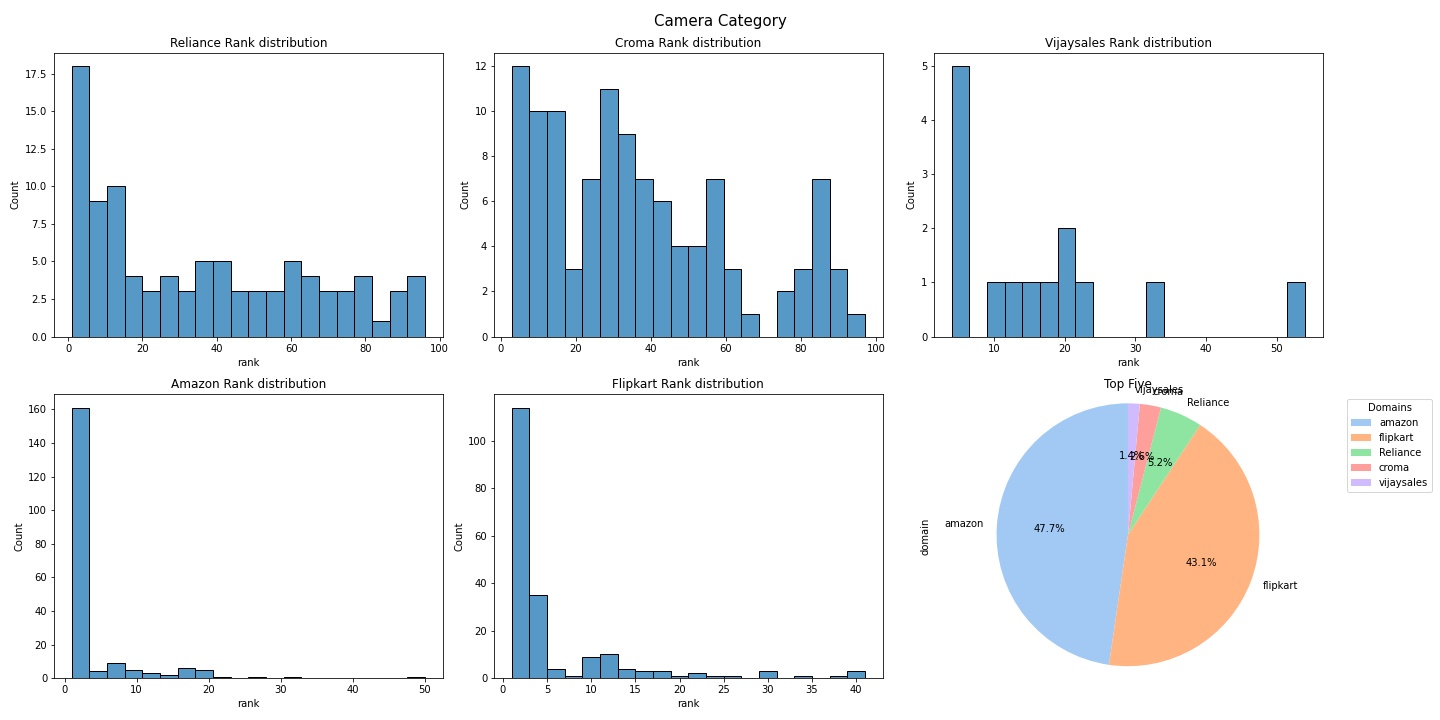 Camera Category
Reliance Rank distribution
17.5
15.0
12.5
10.0
7.5
5.0
2.5
0.0
Count
0 20 40 60 80 100
rank
Croma Rank distribution
12
10
8
6
4
2
0
Count
0 20 40 60 80 100
rank
Vijaysales Rank distribution
5
4
3
2
1
0
Count
10 20 30 40 50
rank
Amazon Rank distribution
160
140
120
100
80
60
40
20
0
Count
0 10 20 30 40 50
rank
Flipkart Rank distribution
100
80
60
40
20
0
Count
0 5 10 15 20 25 30 35 40
rank
Top Five
vijaysales
croma
Reliance
1.4%
2.6%
5.2%
amazon
47.7%
43.1%
flipkart
domain
Domains
amazon
flipkart
Reliance
croma
vijaysales